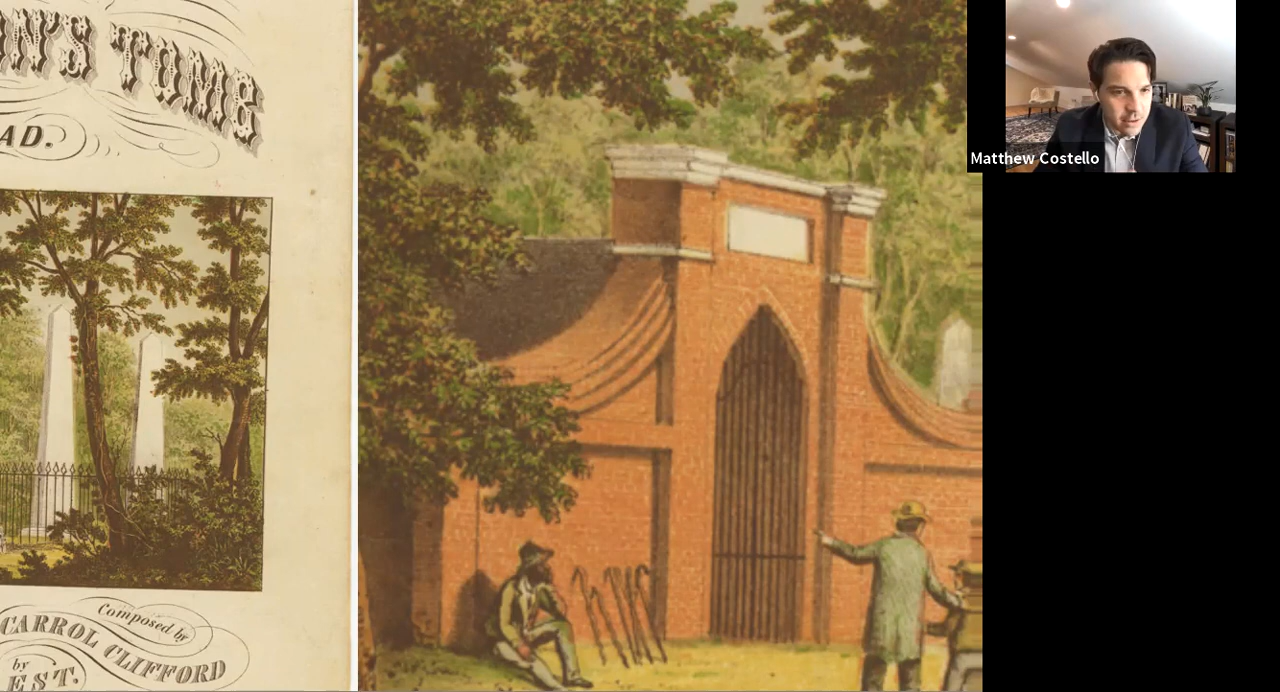 N'S TOMB
AD.
Composed by
CARROL CLIFFORD
by
EST.
Matthew Costello